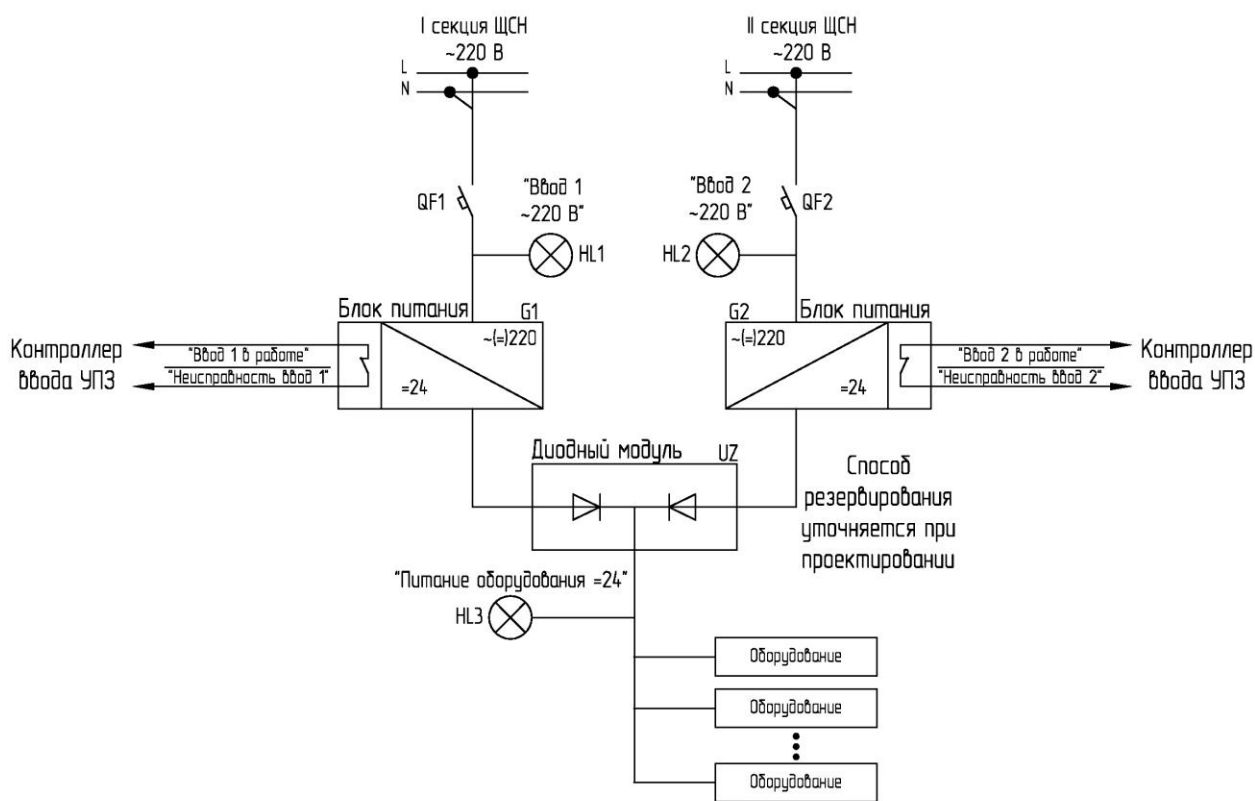 I секция ЩСН
~220 В
L
N
II секция ЩСН
~220 В
L
N
QF1
"Ввод 1
~220 В"
HL1
"Ввод 2
~220 В"
HL2
QF2
Блок питания
G1
~(=)220
=24
G2
Блок питания
~(=)220
=24
Контроллер
ввода УПЗ
"Ввод 1 в работе"
"Неисправность ввод 1"
"Ввод 2 в работе"
"Неисправность ввод 2"
Контроллер
ввода УПЗ
Диодный модуль
UZ
Способ
резервирования
уточняется при
проектировании
"Питание оборудования =24"
HL3
Оборудование
Оборудование
Оборудование